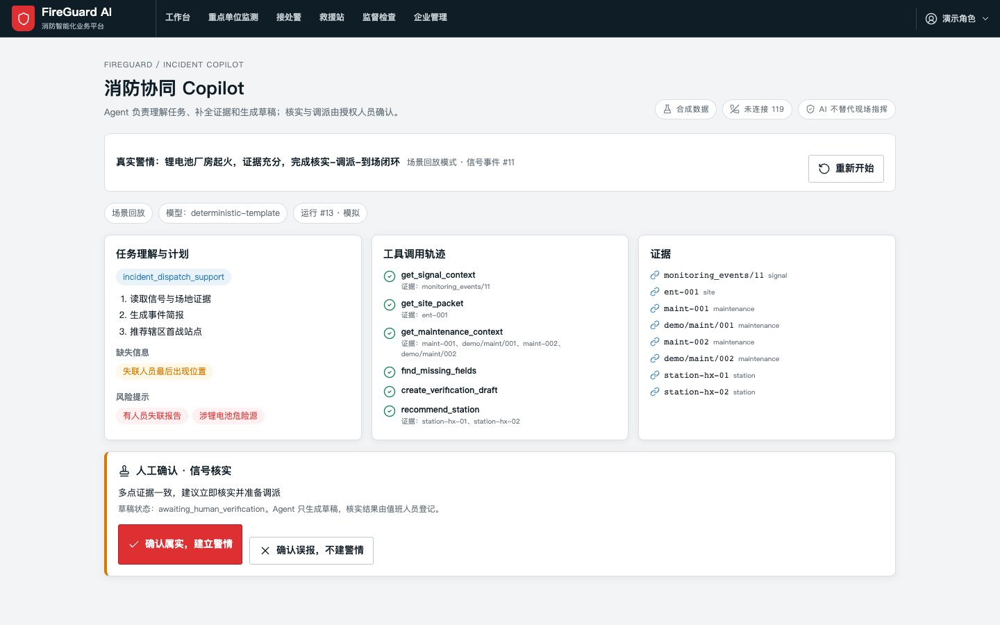 FireGuard AI
消防智能化业务平台
工作台
重点单位监测
接处警
救援站
监督检查
企业管理
演示角色
FIREGUARD / INCIDENT COPILOT
消防协同 Copilot
Agent 负责理解任务、补全证据和生成草稿；核实与调派由授权人员确认。
合成数据
未连接 119
AI 不替代现场指挥
真实警情：锂电池厂房起火，证据充分，完成核实-调派-到场闭环 场景回放模式 · 信号事件 #11
重新开始
场景回放
模型：deterministic-template
运行 #13 · 模拟
任务理解与计划
incident_dispatch_support
1. 读取信号与场地证据
2. 生成事件简报
3. 推荐辖区首战站点
缺失信息
失联人员最后出现位置
风险提示
有人员失联报告
涉锂电池危险源
工具调用轨迹
get_signal_context
证据：monitoring_events/11
get_site_packet
证据：ent-001
get_maintenance_context
证据：maint-001、demo/maint/001、maint-002、
demo/maint/002
find_missing_fields
create_verification_draft
recommend_station
证据：station-hx-01、station-hx-02
证据
monitoring_events/11 signal
ent-001 site
maint-001 maintenance
demo/maint/001 maintenance
maint-002 maintenance
demo/maint/002 maintenance
station-hx-01 station
station-hx-02 station
人工确认 · 信号核实
多点证据一致，建议立即核实并准备调派
草稿状态：awaiting_human_verification。Agent 只生成草稿，核实结果由值班人员登记。
确认属实，建立警情
确认误报，不建警情